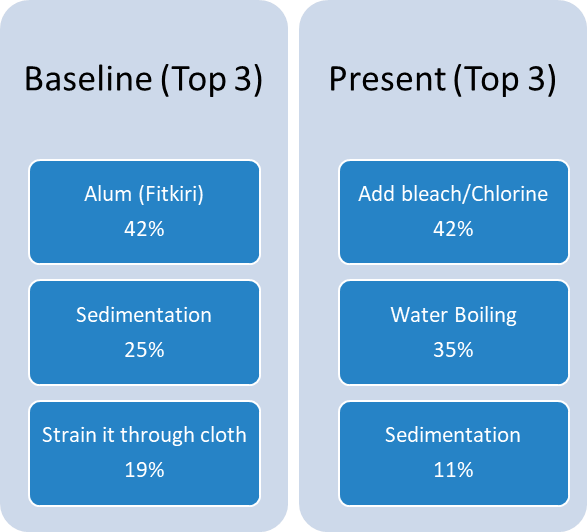 Baseline (Top 3)
Alum (Fitkiri)
42%
Sedimentation
25%
Strain it through cloth
19%
Present (Top 3)
Add bleach/Chlorine
42%
Water Boiling
35%
Sedimentation
11%